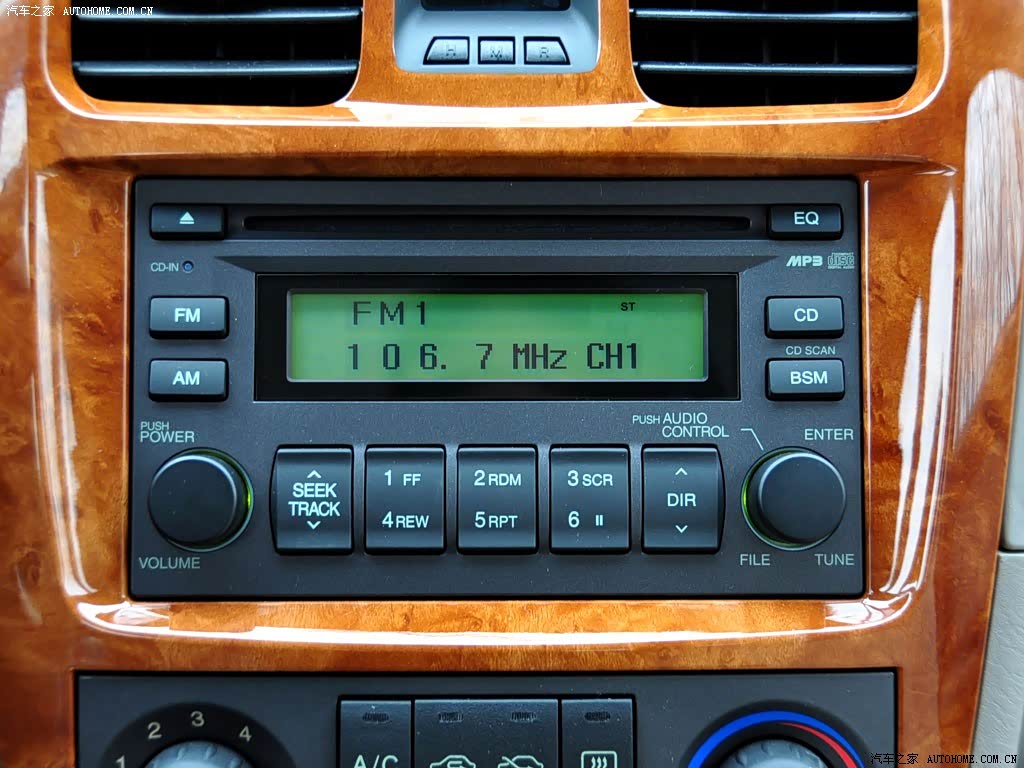 汽车之家 AUTOHOME.COM.CN
H M R
EQ
CD-IN
MP3 DISC
FM
FM1 ST
CD
106.7 MHz CH1
CD SCAN
AM
BSM
PUSH
POWER
PUSH AUDIO
CONTROL
ENTER
SEEK
TRACK
1 FF
4 REW
2 RDM
5 RPT
3 SCR
6 II
DIR
VOLUME
FILE
TUNE
1 2 3 4
A/C
汽车之家 AUTOHOME.COM.CN